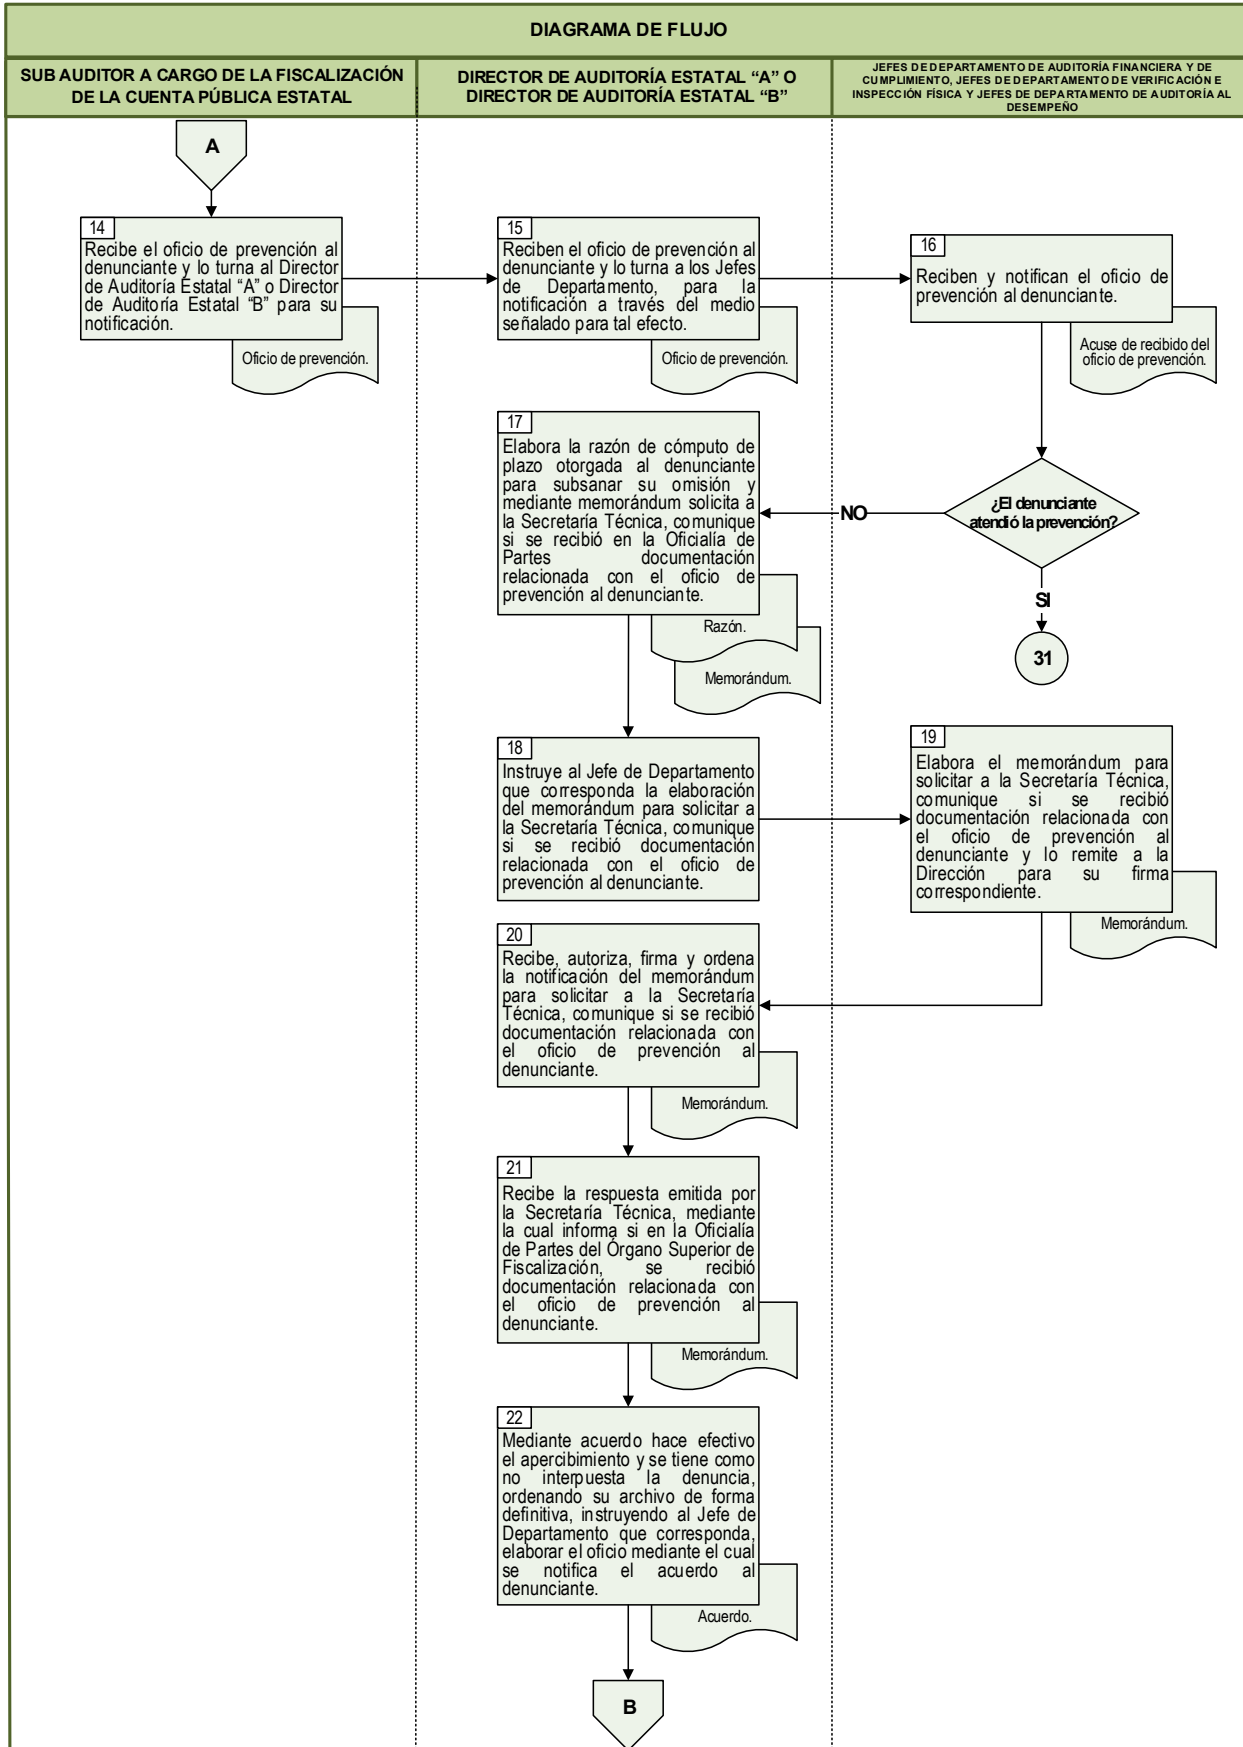 DIAGRAMA DE FLUJO
SUB AUDITOR A CARGO DE LA FISCALIZACIÓN
DE LA CUENTA PÚBLICA ESTATAL
DIRECTOR DE AUDITORÍA ESTATAL “A” O
DIRECTOR DE AUDITORÍA ESTATAL “B”
JEFES DE DEPARTAMENTO DE AUDITORÍA FINANCIERA Y DE
CUMPLIMIENTO, JEFES DE DEPARTAMENTO DE VERIFICACIÓN E
INSPECCIÓN FÍSICA Y JEFES DE DEPARTAMENTO DE AUDITORÍA AL
DESEMPEÑO
A
14
Recibe el oficio de prevención al
denunciante y lo turna al Director
de Auditoría Estatal “A” o Director
de Auditoría Estatal “B” para su
notificación.
Oficio de prevención.
15
Reciben el oficio de prevención al
denunciante y lo turna a los Jefes
de Departamento, para la
notificación a través del medio
señalado para tal efecto.
Oficio de prevención.
16
Reciben y notifican el oficio de
prevención al denunciante.
Acuse de recibido del
oficio de prevención.
17
Elabora la razón de cómputo de
plazo otorgada al denunciante
para subsanar su omisión y
mediante memorándum solicita a
la Secretaría Técnica, comunique
si se recibió en la Oficialía de
Partes documentación
relacionada con el oficio de
prevención al denunciante.
Razón.
Memorándum.
NO
¿El denunciante
atendió la prevención?
SI
31
18
Instruye al Jefe de Departamento
que corresponda la elaboración
del memorándum para solicitar a
la Secretaría Técnica, comunique
si se recibió documentación
relacionada con el oficio de
prevención al denunciante.
19
Elabora el memorándum para
solicitar a la Secretaría Técnica,
comunique si se recibió
documentación relacionada con
el oficio de prevención al
denunciante y lo remite a la
Dirección para su firma
correspondiente.
Memorándum.
20
Recibe, autoriza, firma y ordena
la notificación del memorándum
para solicitar a la Secretaría
Técnica, comunique si se recibió
documentación relacionada con
el oficio de prevención al
denunciante.
Memorándum.
21
Recibe la respuesta emitida por
la Secretaría Técnica, mediante
la cual informa si en la Oficialía
de Partes del Órgano Superior de
Fiscalización, se recibió
documentación relacionada con
el oficio de prevención al
denunciante.
Memorándum.
22
Mediante acuerdo hace efectivo
el apercibimiento y se tiene como
no interpuesta la denuncia,
ordenando su archivo de forma
definitiva, instruyendo al Jefe de
Departamento que corresponda,
elaborar el oficio mediante el cual
se notifica el acuerdo al
denunciante.
Acuerdo.
B